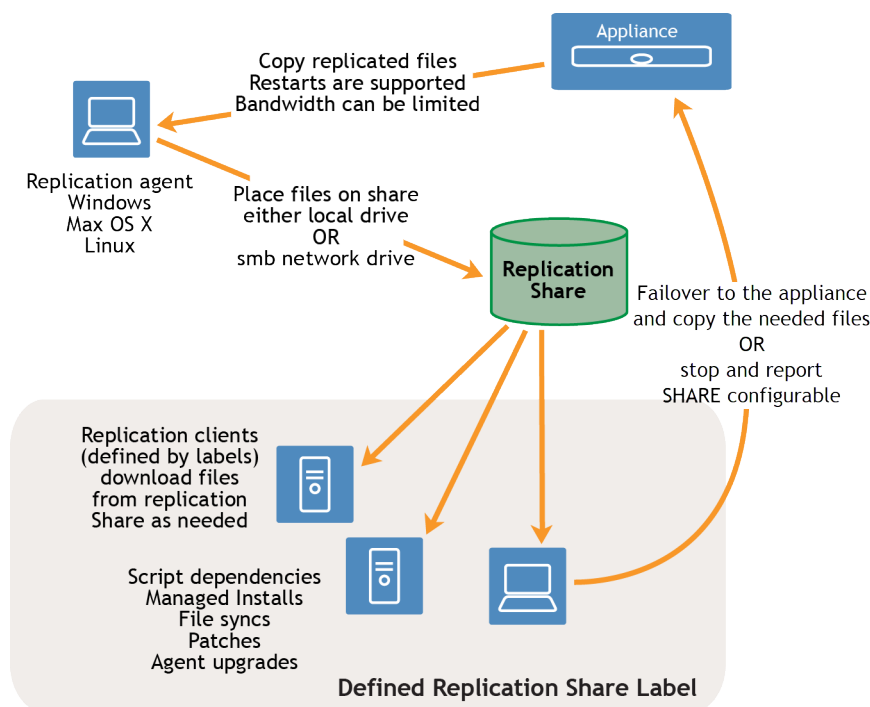 Appliance
Copy replicated files
Restarts are supported
Bandwidth can be limited
Replication agent
Windows
Max OS X
Linux
Place files on share
either local drive
OR
smb network drive
Replication
Share
Failover to the appliance
and copy the needed files
OR
stop and report
SHARE configurable
Replication clients
(defined by labels)
download files
from replication
Share as needed
Script dependencies
Managed Installs
File syncs
Patches
Agent upgrades
Defined Replication Share Label